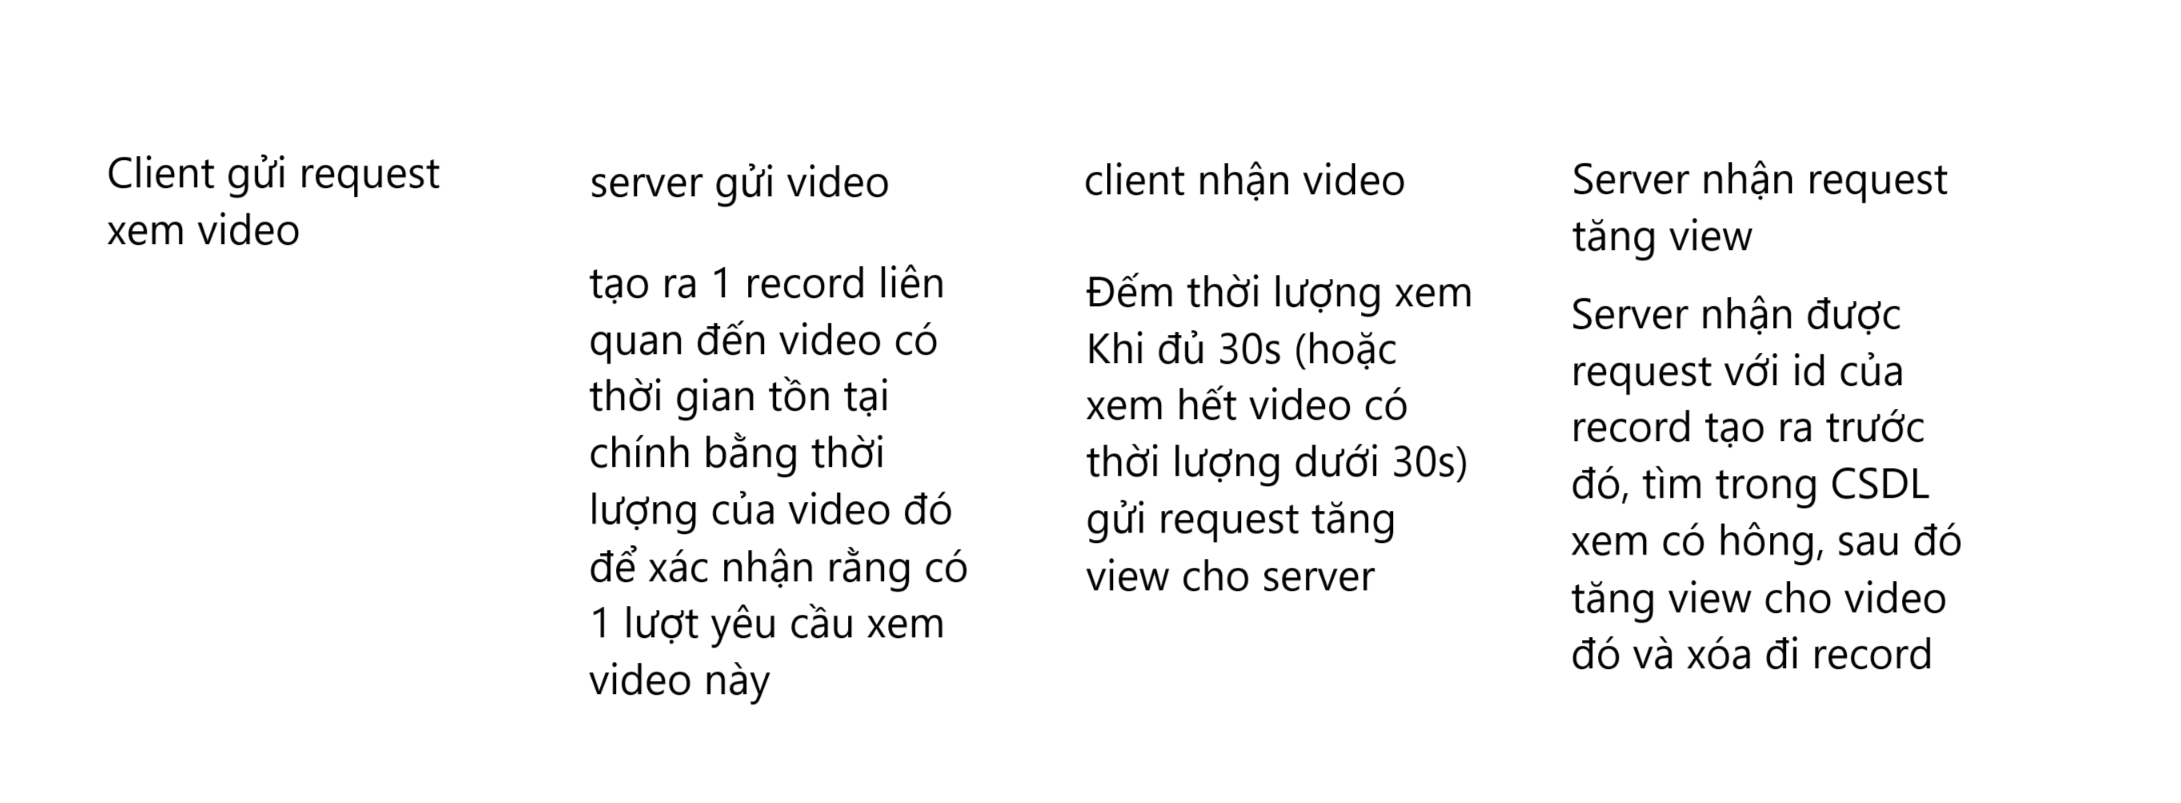 Client gửi request
xem video
server gửi video
tạo ra 1 record liên
quan đến video có
thời gian tồn tại
chính bằng thời
lượng của video đó
để xác nhận rằng có
1 lượt yêu cầu xem
video này
client nhận video
Đếm thời lượng xem
Khi đủ 30s (hoặc
xem hết video có
thời lượng dưới 30s)
gửi request tăng
view cho server
Server nhận request
tăng view
Server nhận được
request với id của
record tạo ra trước
đó, tìm trong CSDL
xem có hông, sau đó
tăng view cho video
đó và xóa đi record